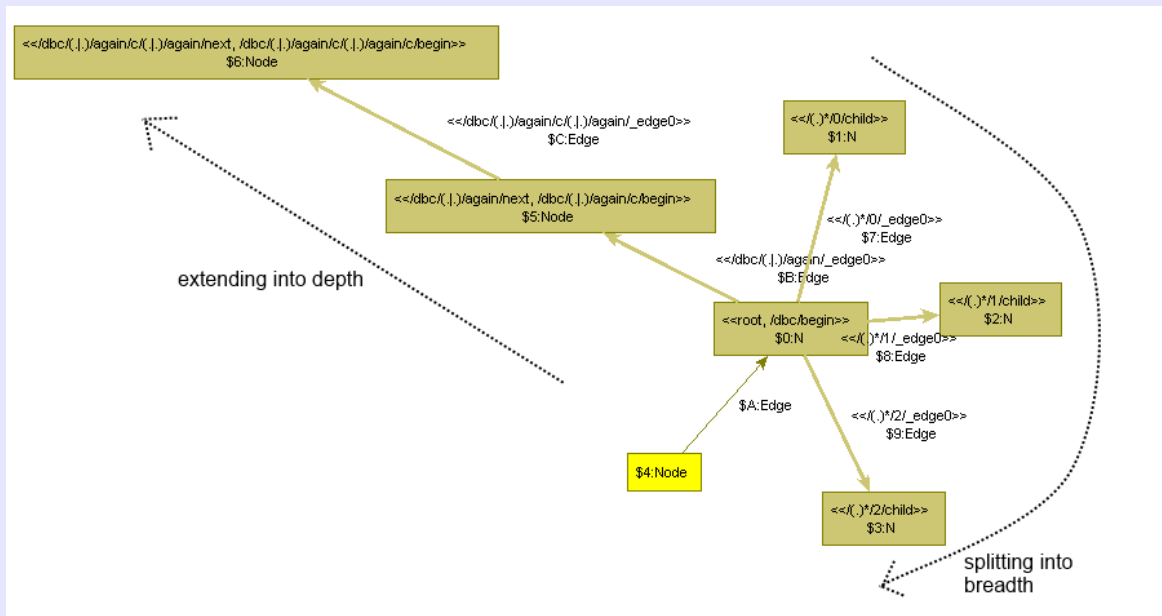 <</dbc/(.|.)/again/c/(.|.)/again/next, /dbc/(.|.)/again/c/(.|.)/again/c/begin>>
$6:Node
<</dbc/(.|.)/again/c/(.|.)/again/_edge0>>
$C:Edge
<</(.)*/0/child>>
$1:N
<</dbc/(.|.)/again/next, /dbc/(.|.)/again/c/begin>>
$5:Node
<</(.)*/0/_edge0>>
$7:Edge
<</dbc/(.|.)/again/_edge0>>
$B:Edge
extending into depth
<<root, /dbc/begin>>
$0:N
<</(.)*/1/child>>
$2:N
<</(.)*/1/_edge0>>
$8:Edge
$A:Edge
<</(.)*/2/_edge0>>
$9:Edge
$4:Node
<</(.)*/2/child>>
$3:N
splitting into
breadth